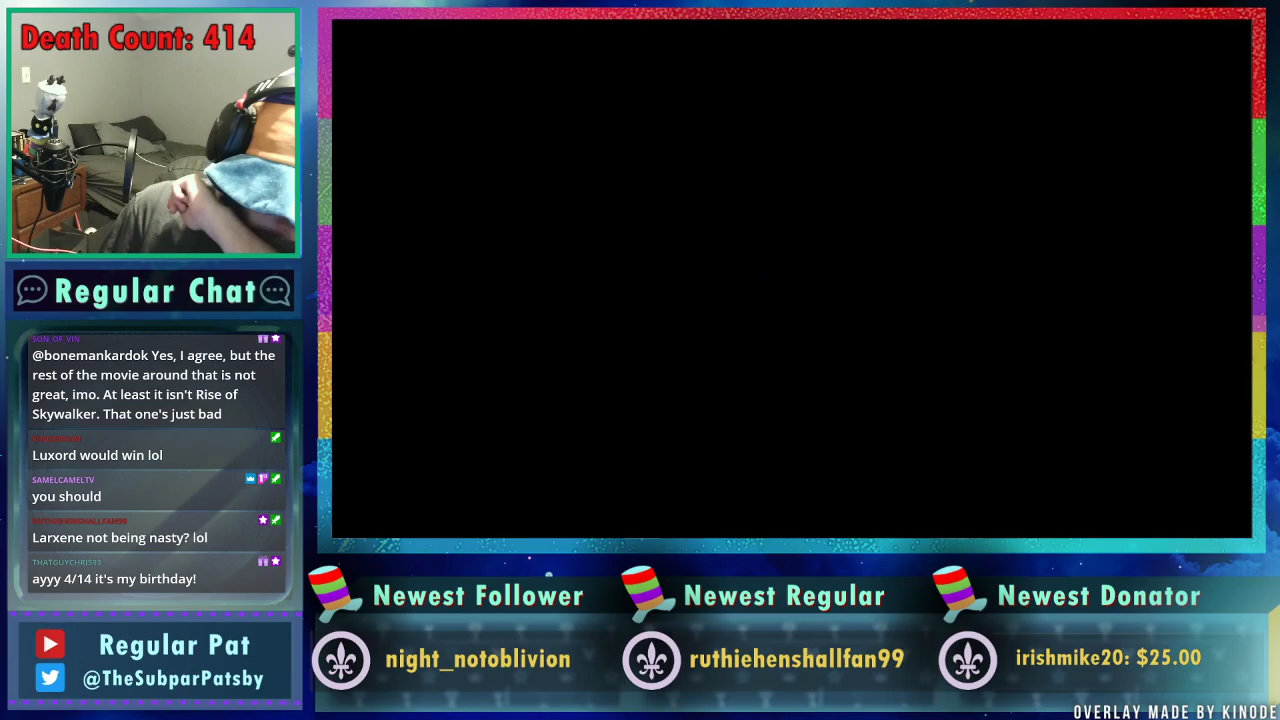 Death Count: 414
Regular Chat
SON_OF_VIN
@bonemankardok Yes, I agree, but the
rest of the movie around that is not
great, imo. At least it isn't Rise of
Skywalker. That one's just bad
Luxord would win lol
SAMELCAMELTV
you should
RUTHIEHENSHALLFAN99
Larxene not being nasty? lol
THATGUYCHRIS93
ayyy 4/14 it's my birthday!
Regular Pat
@TheSubparPatsby
Newest Follower
night_notoblivion
Newest Regular
ruthiehenshallfan99
Newest Donator
irishmike20: $25.00
OVERLAY MADE BY KINODE